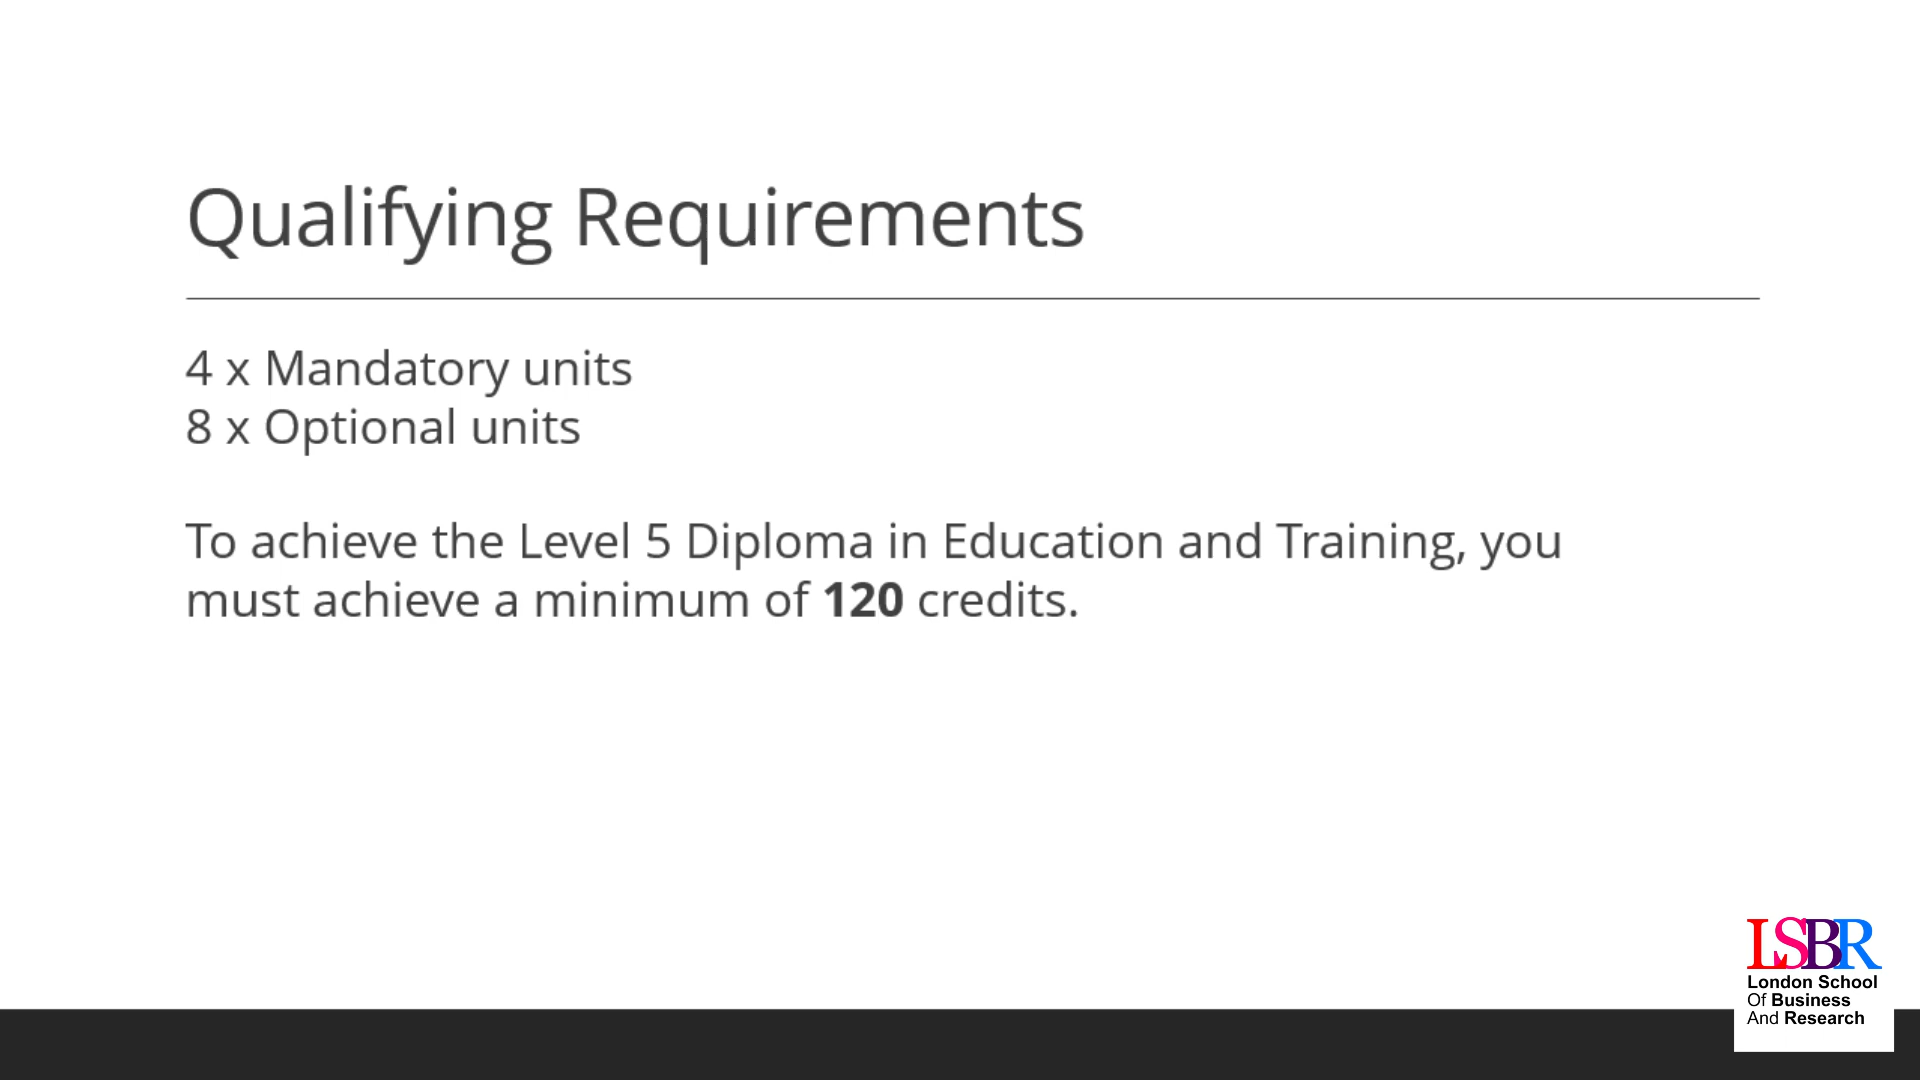 Qualifying Requirements
4 x Mandatory units
8 x Optional units
To achieve the Level 5 Diploma in Education and Training, you
must achieve a minimum of 120 credits.
LSBR
London School
Of Business
And Research